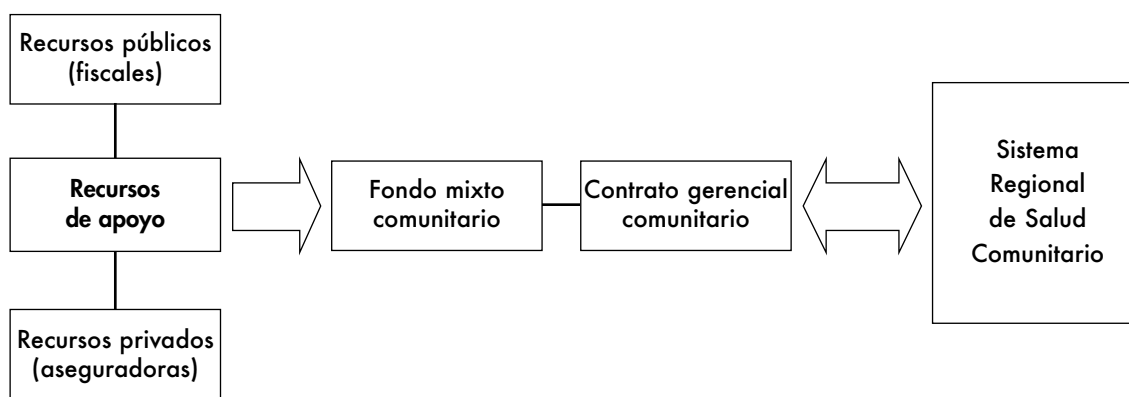 Recursos públicos
(fiscales)
Recursos
de apoyo
Recursos privados
(aseguradoras)
Fondo mixto
comunitario
Contrato gerencial
comunitario
Sistema
Regional
de Salud
Comunitario